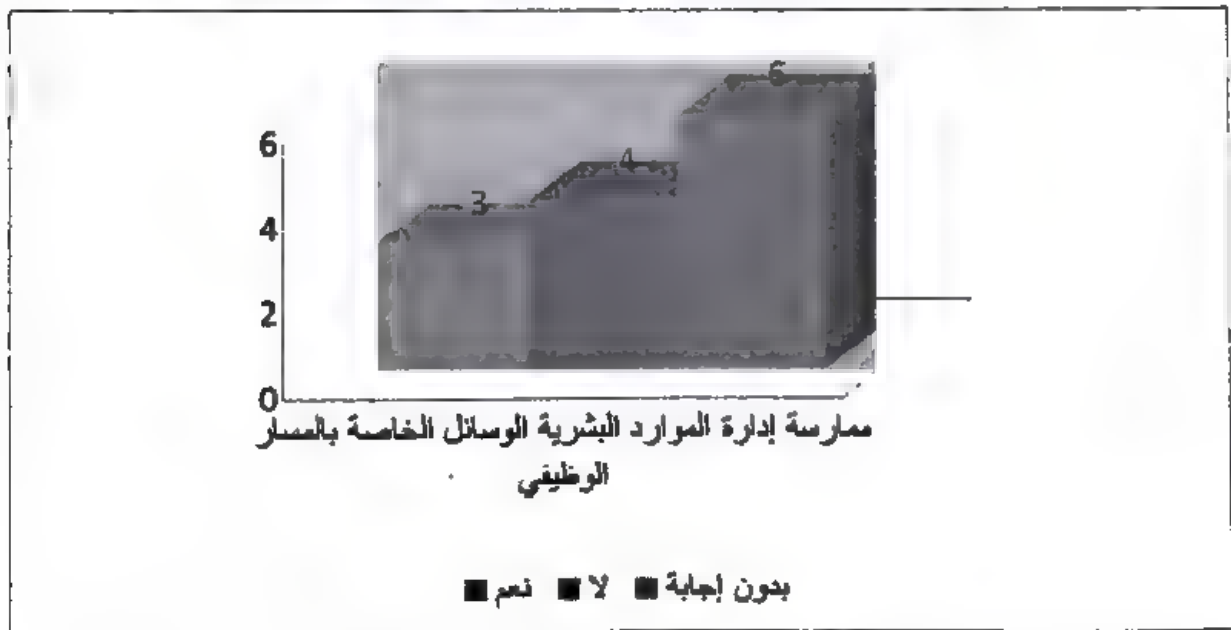 6
4
3
6
4
2
0
ممارسة إدارة الموارد البشرية الوسائل الخاصة بالمسار
الوظيفي
نعم لا بدون إجابة